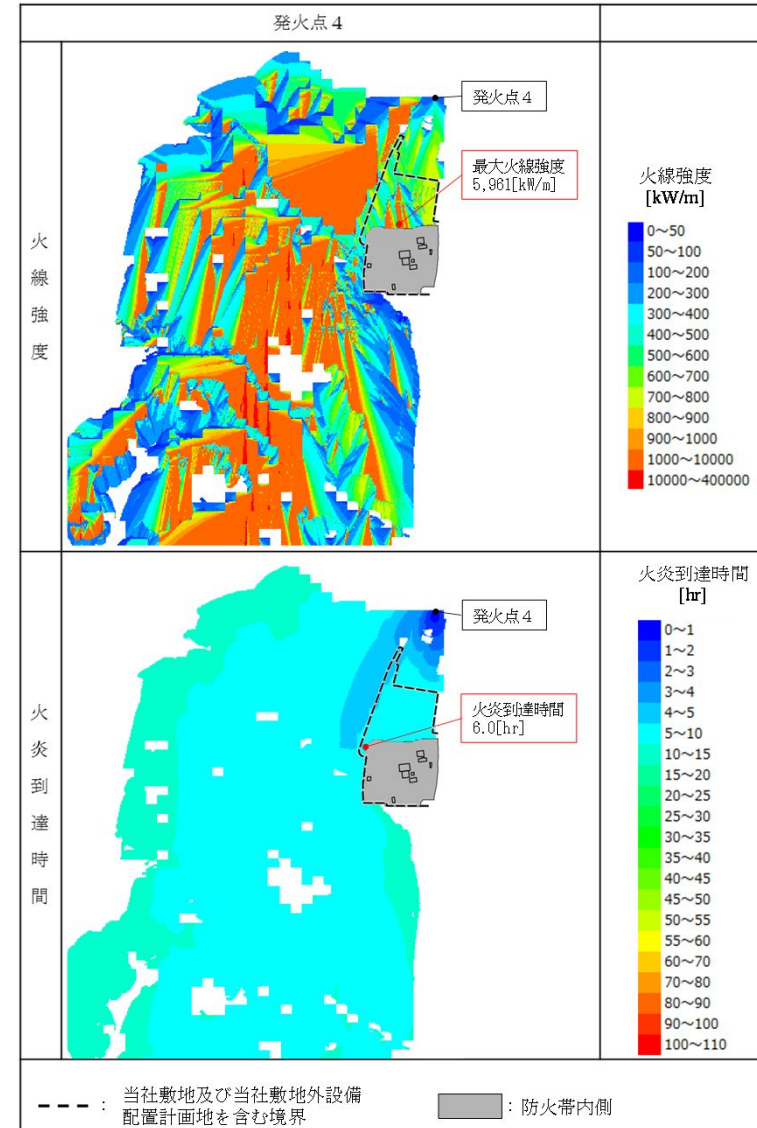 発火点4
火線強度
発火点4
最大火線強度
5,961[kW/m]
火線強度
[kW/m]
0～50
50～100
100～200
200～300
300～400
400～500
500～600
600～700
700～800
800～900
900～1000
1000～10000
10000～400000
火炎到達時間
発火点4
火炎到達時間
6.0[hr]
火炎到達時間
[hr]
0～1
1～2
2～3
3～4
4～5
5～10
10～15
15～20
20～25
25～30
30～35
35～40
40～45
45～50
50～55
55～60
60～70
70～80
80～90
90～100
100～110
：当社敷地及び当社敷地外設備
配置計画地を含む境界
：防火帯内側